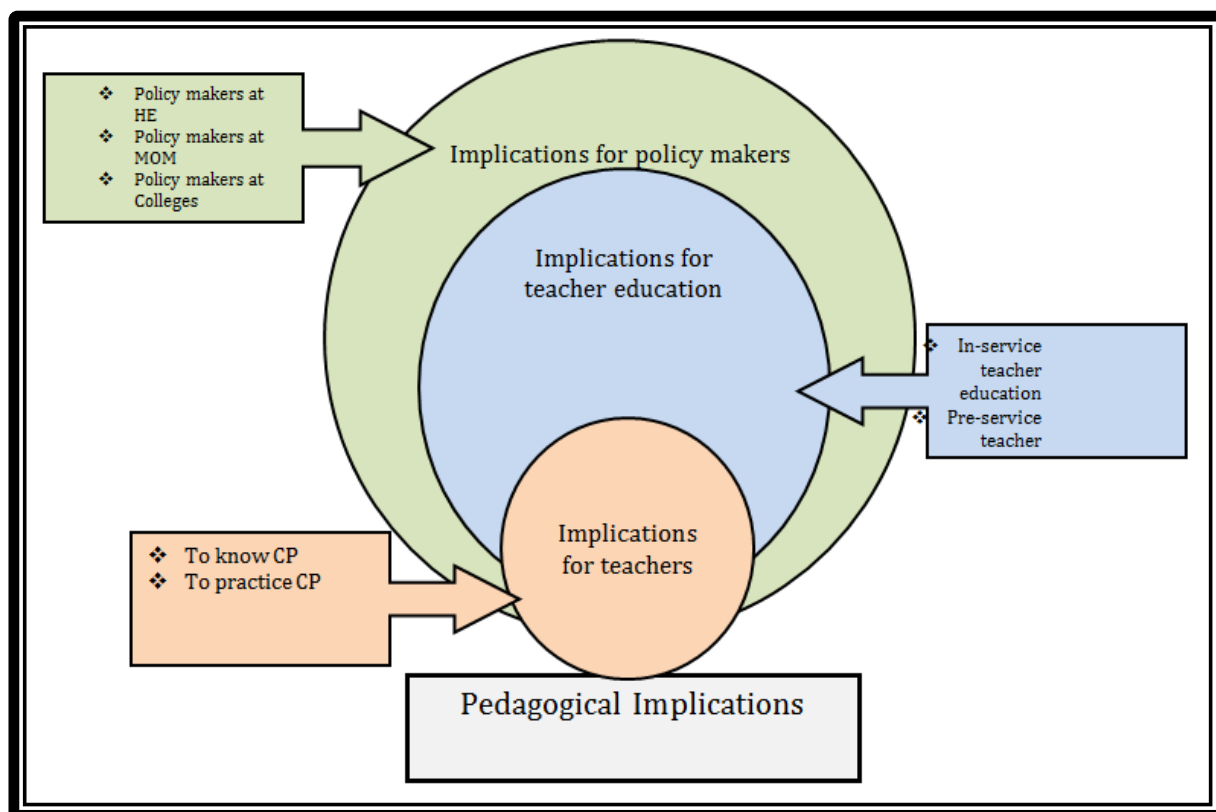 ❖ Policy makers at
HE
❖ Policy makers at
MOM
❖ Policy makers at
Colleges
Implications for policy makers
Implications for
teacher education
❖ In-service
teacher
education
❖ Pre-service
teacher
Implications
for teachers
❖ To know CP
❖ To practice CP
Pedagogical Implications